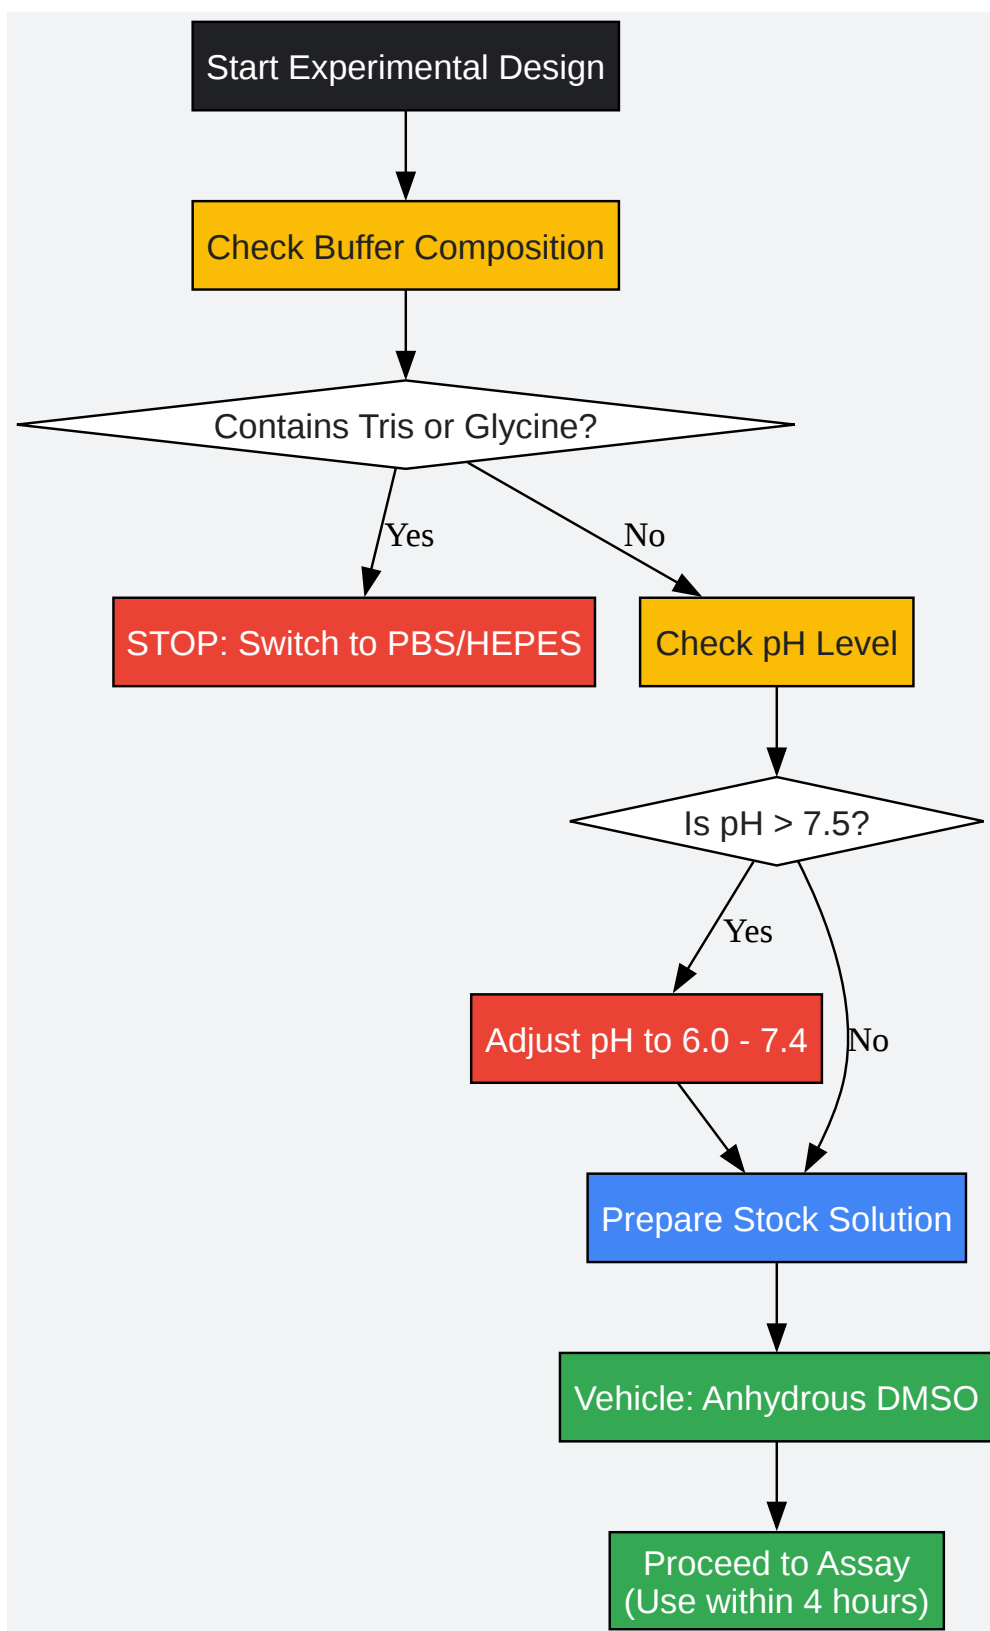 Start Experimental Design
Check Buffer Composition
Contains Tris or Glycine?
Yes
No
STOP: Switch to PBS/HEPES
Check pH Level
Is pH > 7.5?
Yes
Adjust pH to 6.0 - 7.4
No
Prepare Stock Solution
Vehicle: Anhydrous DMSO
Proceed to Assay
(Use within 4 hours)